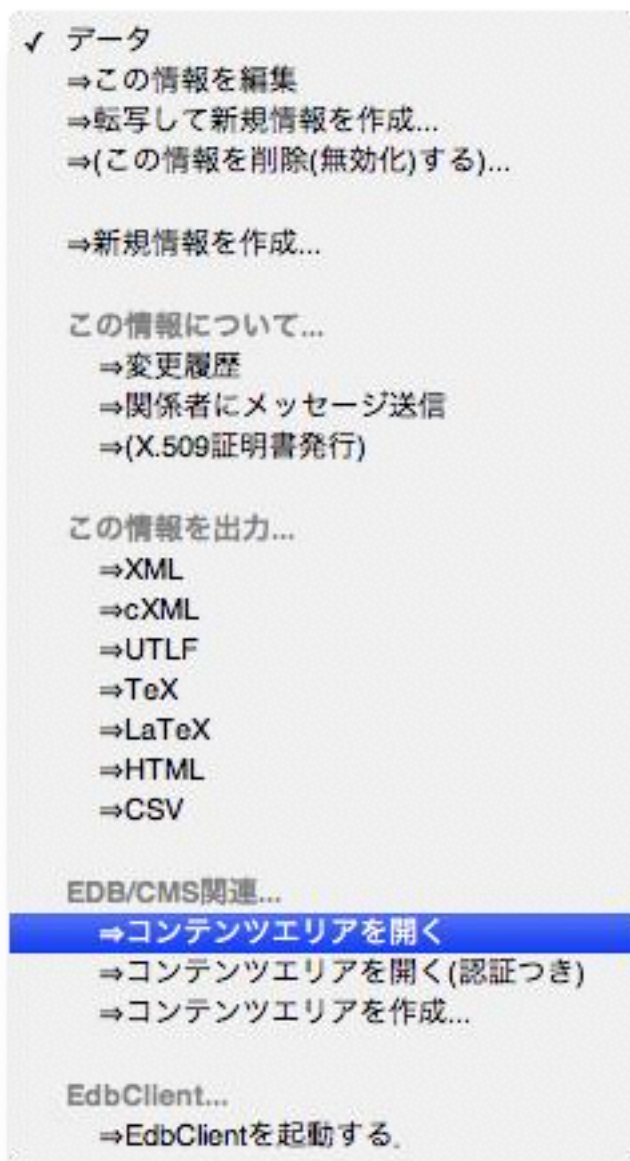 ✓ データ
⇒この情報を編集
⇒転写して新規情報を作成...
⇒(この情報を削除(無効化)する)...
⇒新規情報を作成...
この情報について...
⇒変更履歴
⇒関係者にメッセージ送信
⇒(X.509証明書発行)
この情報を出力...
⇒XML
⇒cXML
⇒UTLF
⇒TeX
⇒LaTeX
⇒HTML
⇒CSV
EDB/CMS関連...
⇒コンテンツエリアを開く
⇒コンテンツエリアを開く(認証つき)
⇒コンテンツエリアを作成...
EdbClient...
⇒EdbClientを起動する.